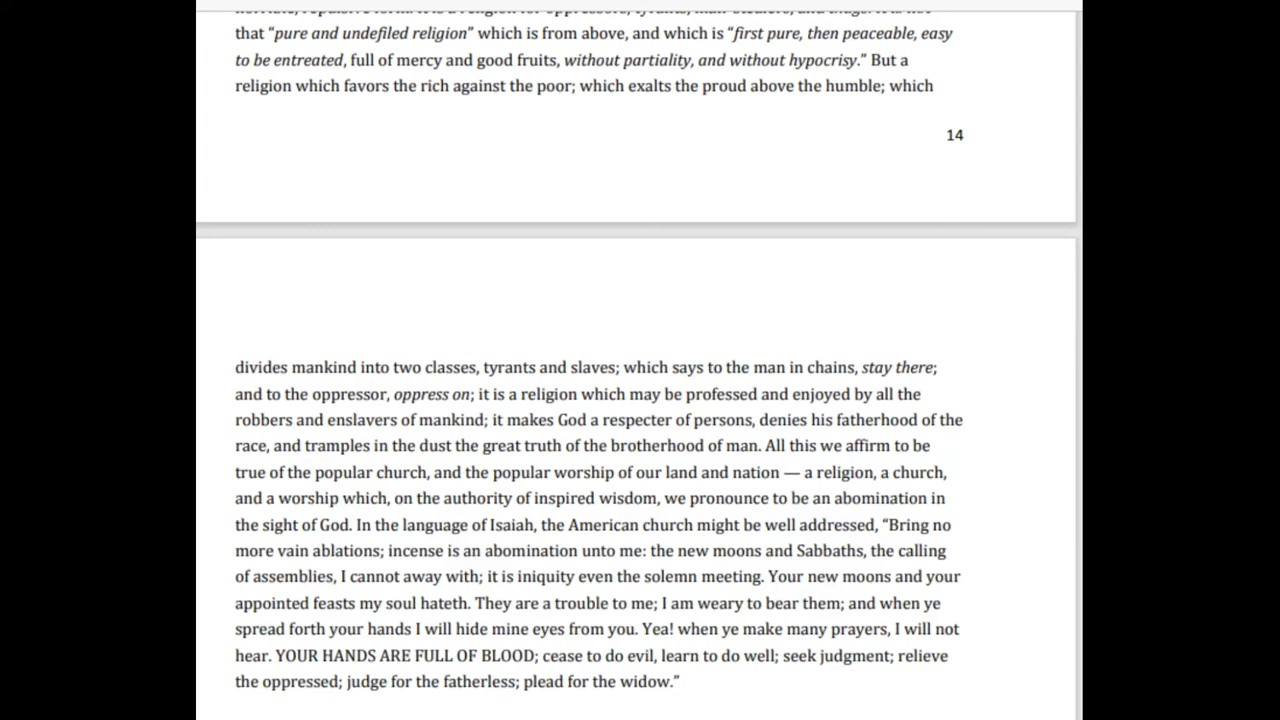 that “pure and undefiled religion” which is from above, and which is “first pure, then peaceable, easy
to be entreated, full of mercy and good fruits, without partiality, and without hypocrisy.” But a
religion which favors the rich against the poor; which exalts the proud above the humble; which
14
divides mankind into two classes, tyrants and slaves; which says to the man in chains, stay there;
and to the oppressor, oppress on; it is a religion which may be professed and enjoyed by all the
robbers and enslavers of mankind; it makes God a respecter of persons, denies his fatherhood of the
race, and tramples in the dust the great truth of the brotherhood of man. All this we affirm to be
true of the popular church, and the popular worship of our land and nation — a religion, a church,
and a worship which, on the authority of inspired wisdom, we pronounce to be an abomination in
the sight of God. In the language of Isaiah, the American church might be well addressed, “Bring no
more vain ablations; incense is an abomination unto me: the new moons and Sabbaths, the calling
of assemblies, I cannot away with; it is iniquity even the solemn meeting. Your new moons and your
appointed feasts my soul hateth. They are a trouble to me; I am weary to bear them; and when ye
spread forth your hands I will hide mine eyes from you. Yea! when ye make many prayers, I will not
hear. YOUR HANDS ARE FULL OF BLOOD; cease to do evil, learn to do well; seek judgment; relieve
the oppressed; judge for the fatherless; plead for the widow.”